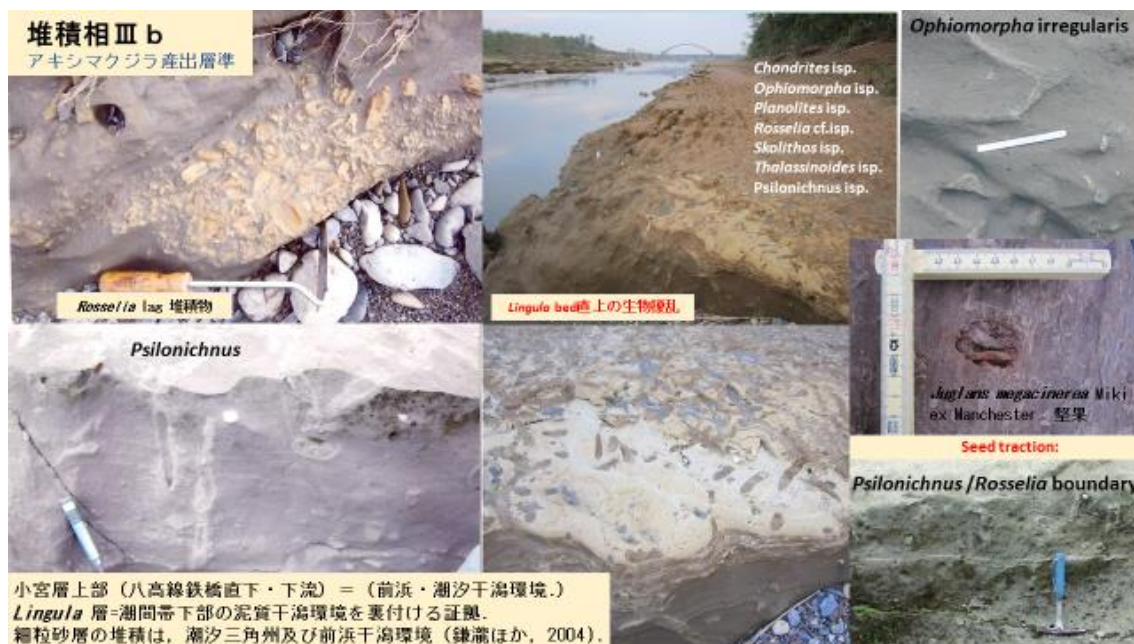 堆積相Ⅲb
アキシマクジラ産出層準
Rosselia lag 堆積物
Chondrites isp.
Ophiomorpha isp.
Planolites isp.
Rosselia cf.isp.
Skolithos isp.
Thalassinoides isp.
Psilonichnus isp.
Lingula bed直上の生物擾乱
Ophiomorpha irregularis
Juglans megacinerea Miki
ex Manchester 堅果
Seed traction:
Psilonichnus
Psilonichnus /Rosselia boundary
小宮層上部（八高線鉄橋直下・下流）＝（前浜・潮汐干潟環境.）
Lingula 層=潮間帯下部の泥質干潟環境を裏付ける証拠.
細粒砂層の堆積は，潮汐三角州及び前浜干潟環境（鎌瀧ほか，2004）.